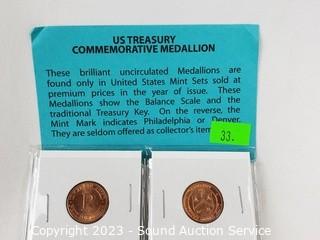 US TREASURY
COMMEMORATIVE MEDALLION
These brilliant uncirculated Medallions are
found only in United States Mint Sets sold at
premium prices in the year of issue. These
Medallions show the Balance Scale and the
traditional Treasury Key. On the reverse, the
Mint Mark indicates Philadelphia or Denver.
They are seldom offered as collector's item
33.
P
Copyright 2023 - Sound Auction Service